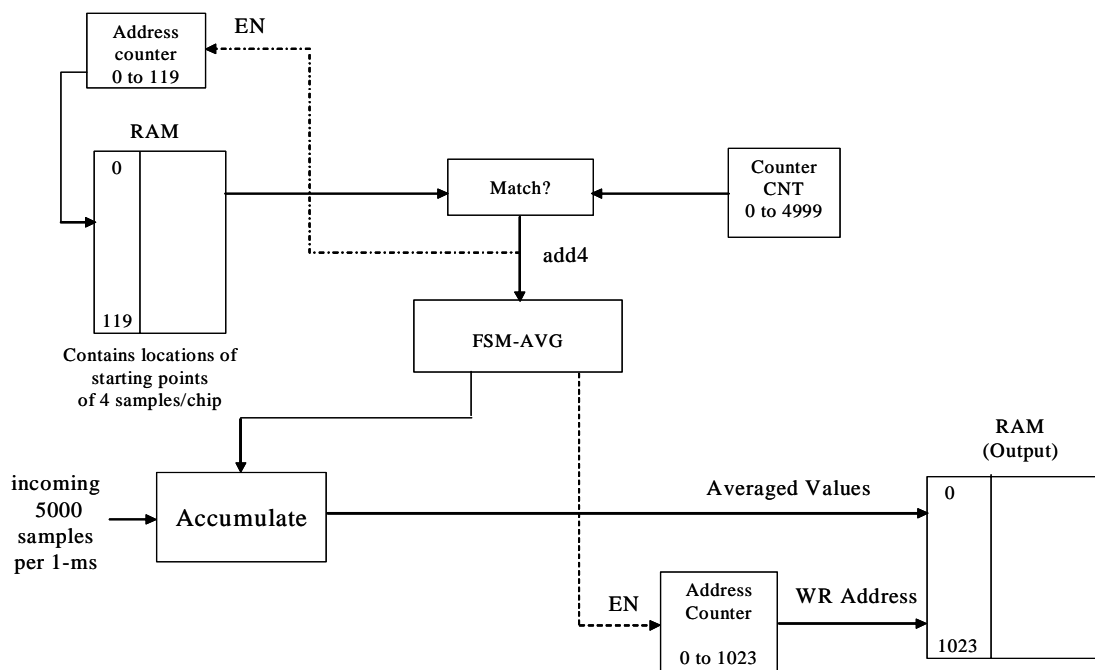 Address
counter
0 to 119
EN
RAM
0
119
Contains locations of
starting points
of 4 samples/chip
Match?
Counter
CNT
0 to 4999
add4
FSM-AVG
incoming
5000
samples
per 1-ms
Accumulate
Averaged Values
RAM
(Output)
0
1023
EN
Address
Counter
0 to 1023
WR Address